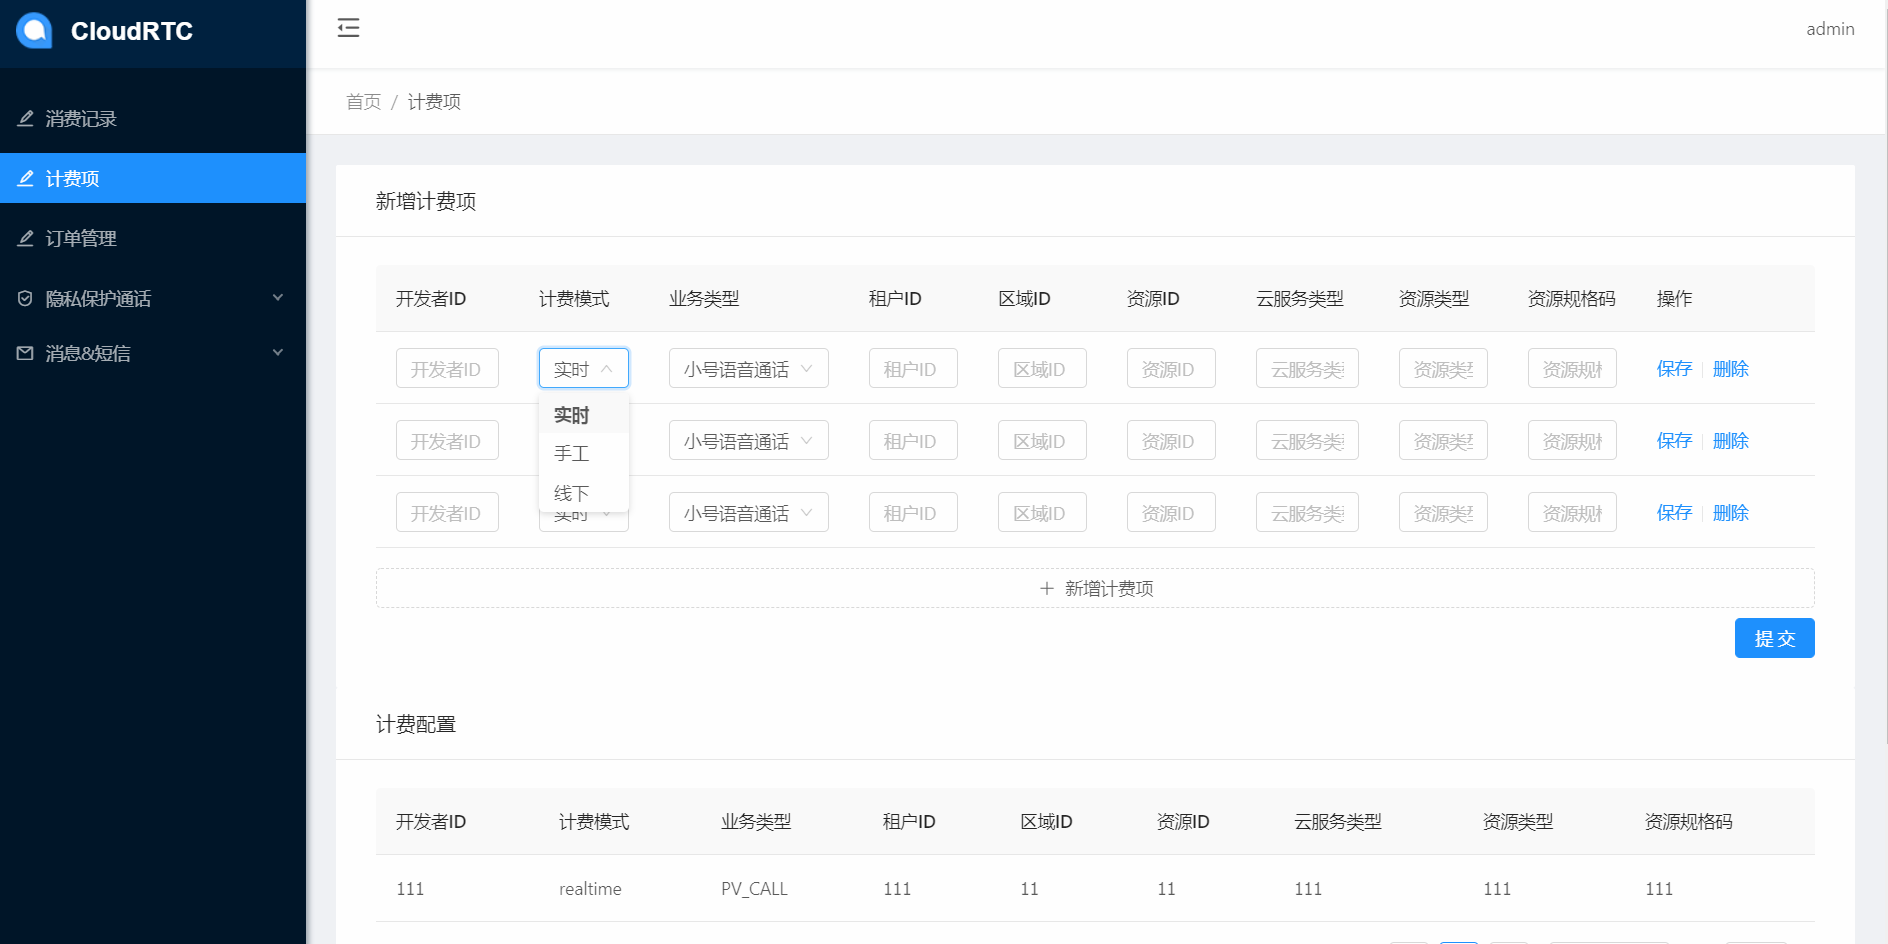 CloudRTC
admin
消费记录
计费项
订单管理
隐私保护通话
消息&短信
首页 / 计费项
新增计费项
开发者ID 计费模式 业务类型 租户ID 区域ID 资源ID 云服务类型 资源类型 资源规格码 操作
开发者ID 实时 小号语音通话 租户ID 区域ID 资源ID 云服务类 资源类 资源规 保存 删除
实时
手工
线下
开发者ID 小号语音通话 租户ID 区域ID 资源ID 云服务类 资源类 资源规 保存 删除
开发者ID 实时 小号语音通话 租户ID 区域ID 资源ID 云服务类 资源类 资源规 保存 删除
+ 新增计费项
提交
计费配置
开发者ID 计费模式 业务类型 租户ID 区域ID 资源ID 云服务类型 资源类型 资源规格码
111 realtime PV_CALL 111 11 11 111 111 111